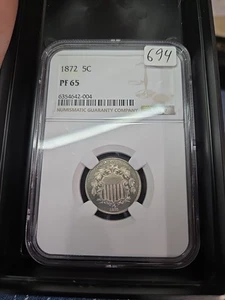 694
1872 5C
PF 65
6354642-004
NUMISMATIC GUARANTY COMPANY